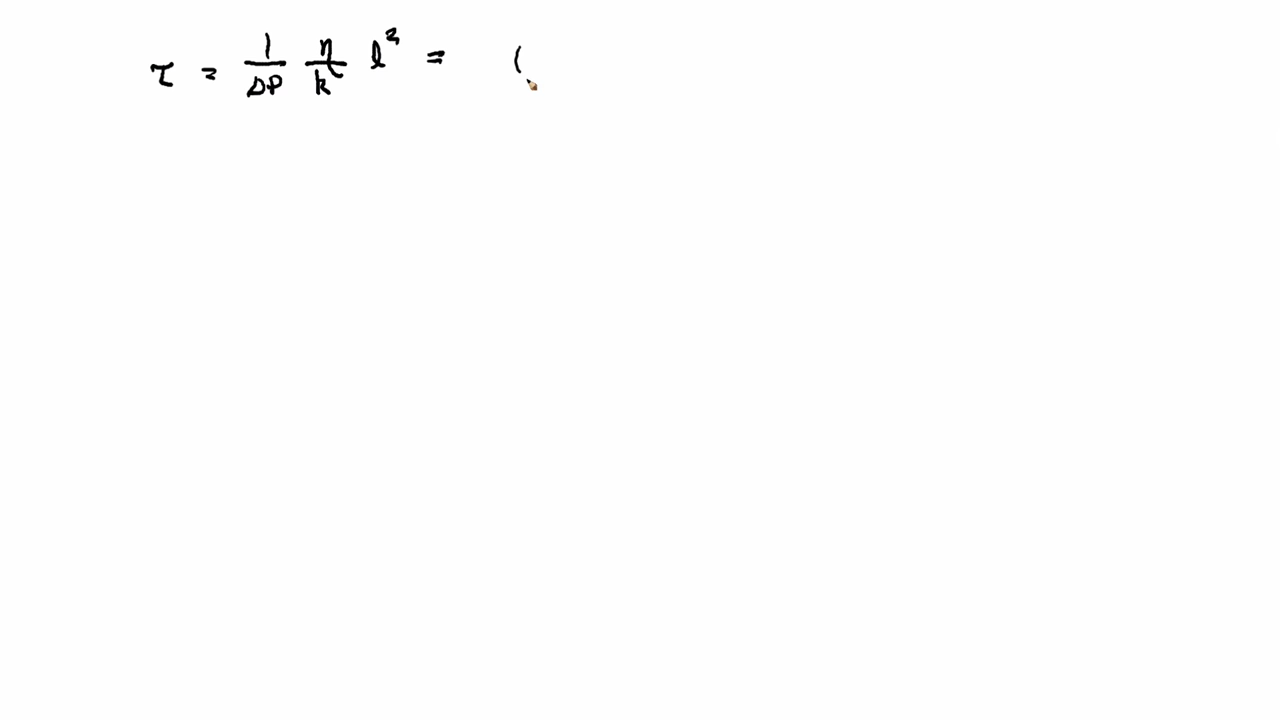 τ = 1/ΔP η/k l² = (